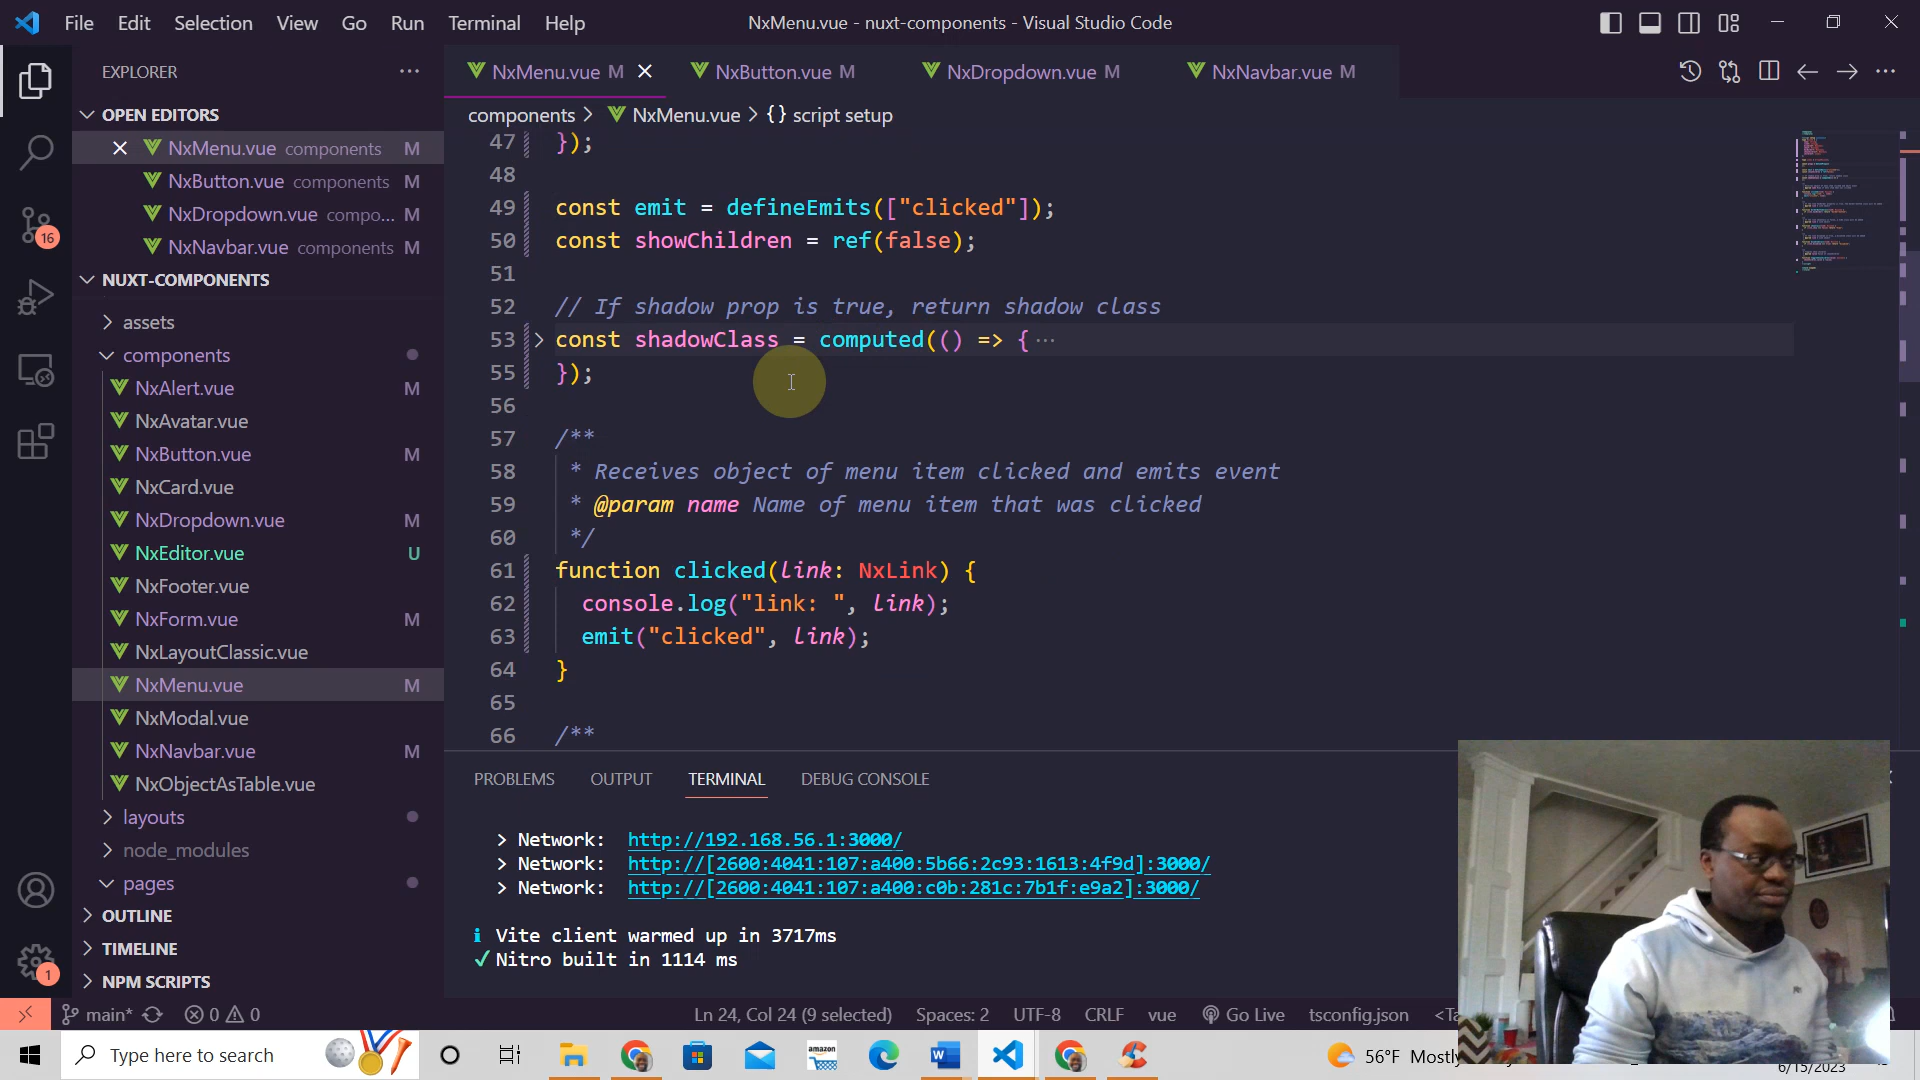 File Edit Selection View Go Run Terminal Help
NxMenu.vue - nuxt-components - Visual Studio Code
EXPLORER
OPEN EDITORS
NxMenu.vue components M
NxButton.vue components M
NxDropdown.vue compo... M
NxNavbar.vue components M
NUXT-COMPONENTS
assets
components
NxAlert.vue M
NxAvatar.vue
NxButton.vue M
NxCard.vue
NxDropdown.vue M
NxEditor.vue U
NxFooter.vue
NxForm.vue M
NxLayoutClassic.vue
NxMenu.vue M
NxModal.vue
NxNavbar.vue M
NxObjectAsTable.vue
layouts
node_modules
pages
OUTLINE
TIMELINE
NPM SCRIPTS
16
1
NxMenu.vue M NxButton.vue M NxDropdown.vue M NxNavbar.vue M
components > NxMenu.vue > {} script setup
47 });
48
49 const emit = defineEmits(["clicked"]);
50 const showChildren = ref(false);
51
52 // If shadow prop is true, return shadow class
53 const shadowClass = computed(() => { ···
55 });
56
57 /**
58 * Receives object of menu item clicked and emits event
59 * @param name Name of menu item that was clicked
60 */
61 function clicked(link: NxLink) {
62 console.log("link: ", link);
63 emit("clicked", link);
64 }
65
66 /**
PROBLEMS OUTPUT TERMINAL DEBUG CONSOLE
> Network: http://192.168.56.1:3000/
> Network: http://[2600:4041:107:a400:5b66:2c93:1613:4f9d]:3000/
> Network: http://[2600:4041:107:a400:c0b:281c:7b1f:e9a2]:3000/
ℹ Vite client warmed up in 3717ms
✓ Nitro built in 1114 ms
main* 0 0 Ln 24, Col 24 (9 selected) Spaces: 2 UTF-8 CRLF vue Go Live tsconfig.json
Type here to search
amazon
56°F Mostly
6/15/2023